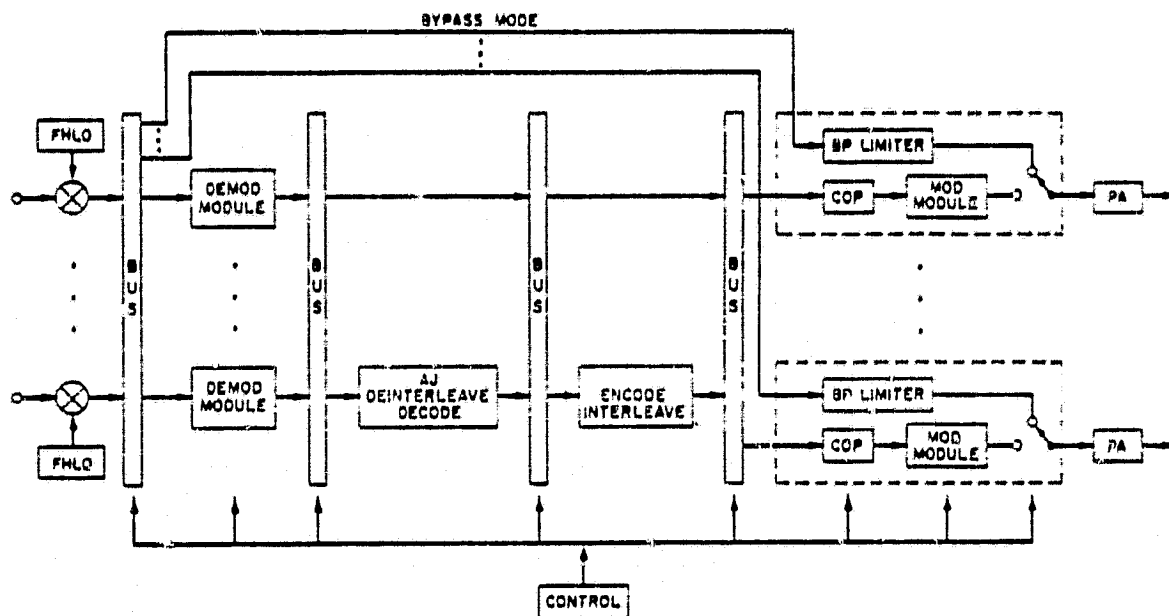 BYPASS MODE
FHLO
BP LIMITER
DEMOD
MODULE
COP
MOD
MODULE
PA
BUS
BUS
BUS
BUS
DEMOD
MODULE
AJ
DEINTERLEAVE
DECODE
ENCODE
INTERLEAVE
BP LIMITER
COP
MOD
MODULE
PA
FHLO
CONTROL